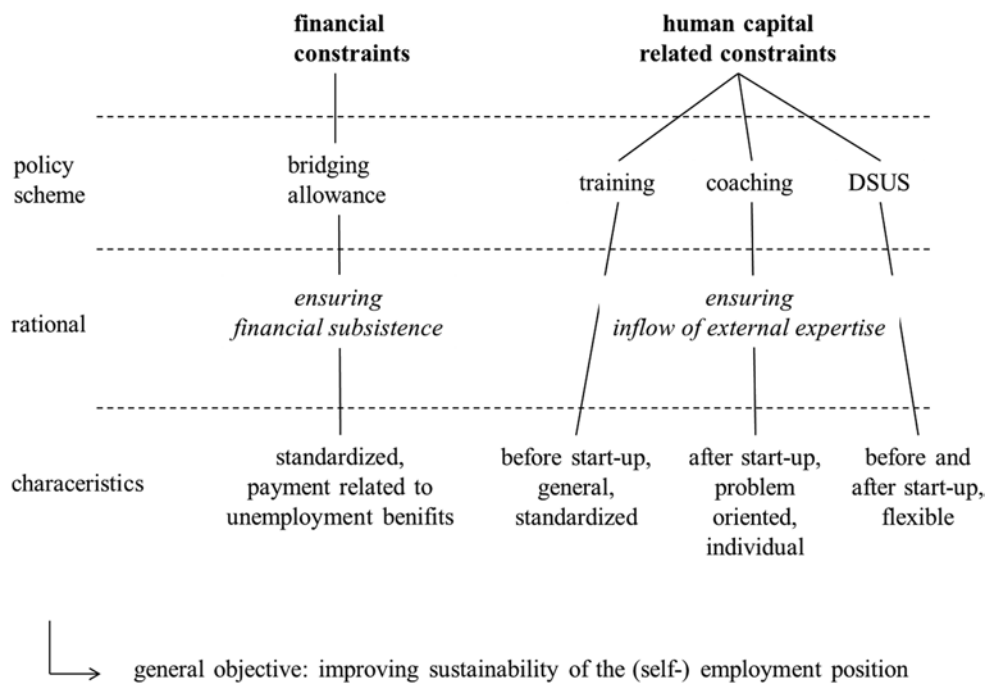 financial
constraints
human capital
related constraints
policy
scheme
bridging
allowance
training
coaching
DSUS
rational
ensuring
financial subsistence
ensuring
inflow of external expertise
characeristics
standardized,
payment related to
unemployment benifits
before start-up,
general,
standardized
after start-up,
problem
oriented,
individual
before and
after start-up,
flexible
general objective: improving sustainability of the (self-) employment position